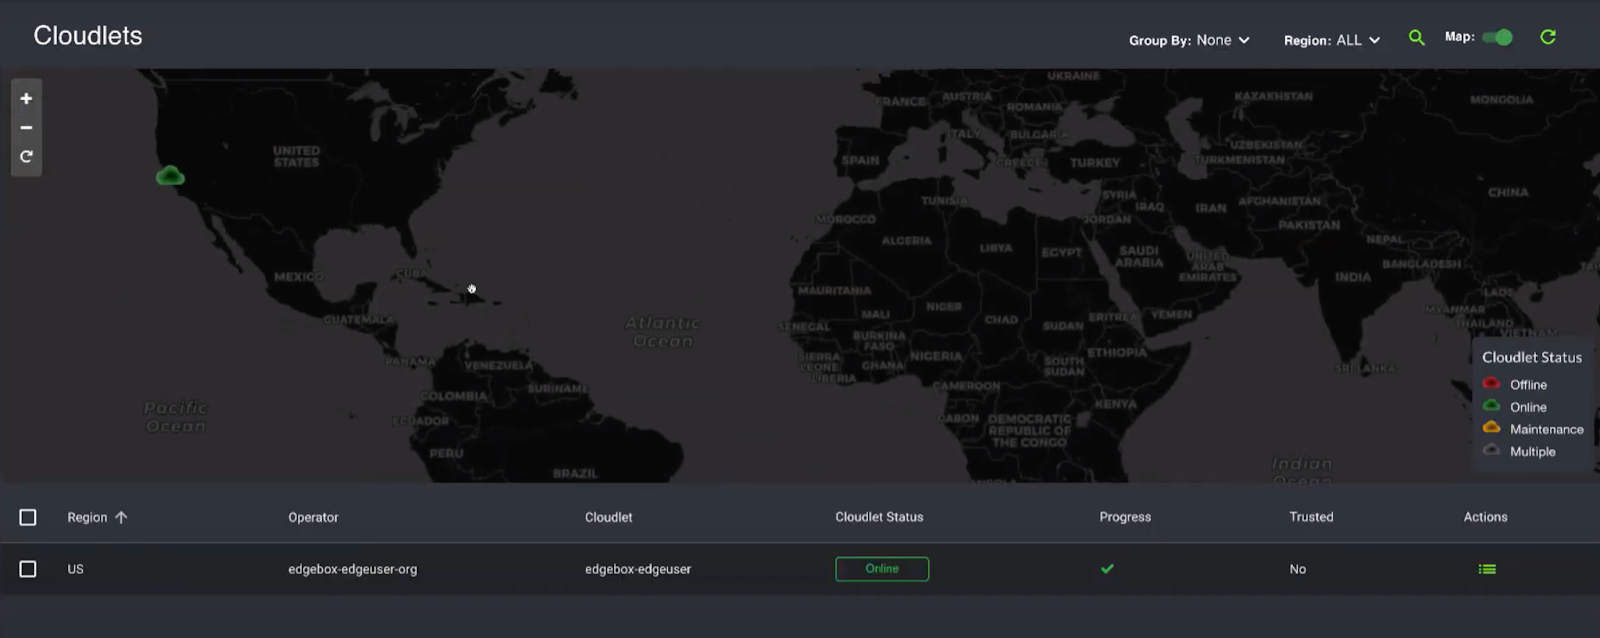 Cloudlets
Group By: None
Region: ALL
Map:
UKRAINE
FRANCE
AUSTRIA
ROMANIA
KAZAKHSTAN
MONGOLIA
ITALY
BULGARIA
UZBEKISTAN
TURKMENISTAN
UNITED
STATES
SPAIN
GREECE
TURKEY
CHINA
TUNISIA
SYRIA
IRAQ
IRAN
AFGHANISTAN
MOROCCO
JORDAN
PAKISTAN
ALGERIA
LIBYA
EGYPT
SAUDI
ARABIA
UNITED
ARAB
EMIRATES
NEPAL
BANGLADESH
MEXICO
CUBA
INDIA
MAURITANIA
NIGER
LAOS
MALI
CHAD
SUDAN
ERITREA
YEMEN
MYANMAR
THAILAND
VIETNAM
GUATEMALA
Atlantic
Ocean
SENEGAL
BURKINA
FASO
PANAMA
VENEZUELA
SIERRA
LEONE
LIBERIA
GHANA
NIGERIA
SOUTH
SUDAN
ETHIOPIA
SRI LANKA
SURINAME
CAMEROON
COLOMBIA
KENYA
Pacific
Ocean
ECUADOR
GABON
DEMOCRATIC
REPUBLIC OF
THE CONGO
PERU
BRAZIL
ANGOLA
Indian
Ocean
Cloudlet Status
Offline
Online
Maintenance
Multiple
Region Operator Cloudlet Cloudlet Status Progress Trusted Actions
US edgebox-edgeuser-org edgebox-edgeuser Online No